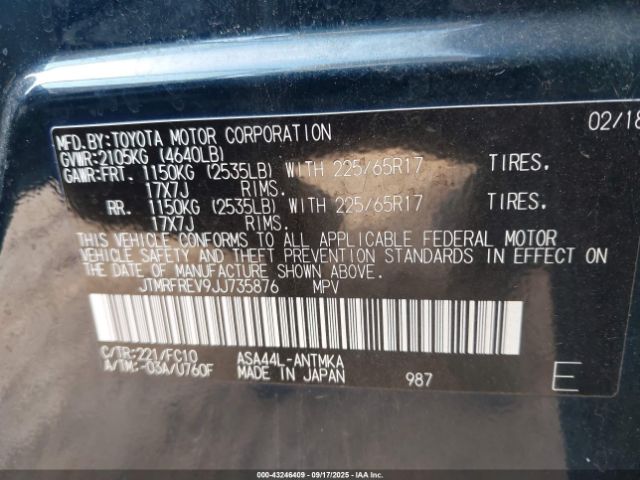 MFD.BY:TOYOTA MOTOR CORPORATION 02/18
GVWR:2105KG (4640LB)
GAWR:FRT. 1150KG (2535LB) WITH 225/65R17 TIRES.
17X7J RIMS.
RR. 1150KG (2535LB) WITH 225/65R17 TIRES.
17X7J RIMS.
THIS VEHICLE CONFORMS TO ALL APPLICABLE FEDERAL MOTOR
VEHICLE SAFETY AND THEFT PREVENTION STANDARDS IN EFFECT ON
THE DATE OF MANUFACTURE SHOWN ABOVE.
JTMRFREV9JJ735876 MPV
C/TR:221/FC10 ASA44L-ANTMKA
A/TM:-03A/U760F MADE IN JAPAN 987 E
000-43246409 - 09/17/2025 - IAAI.COM